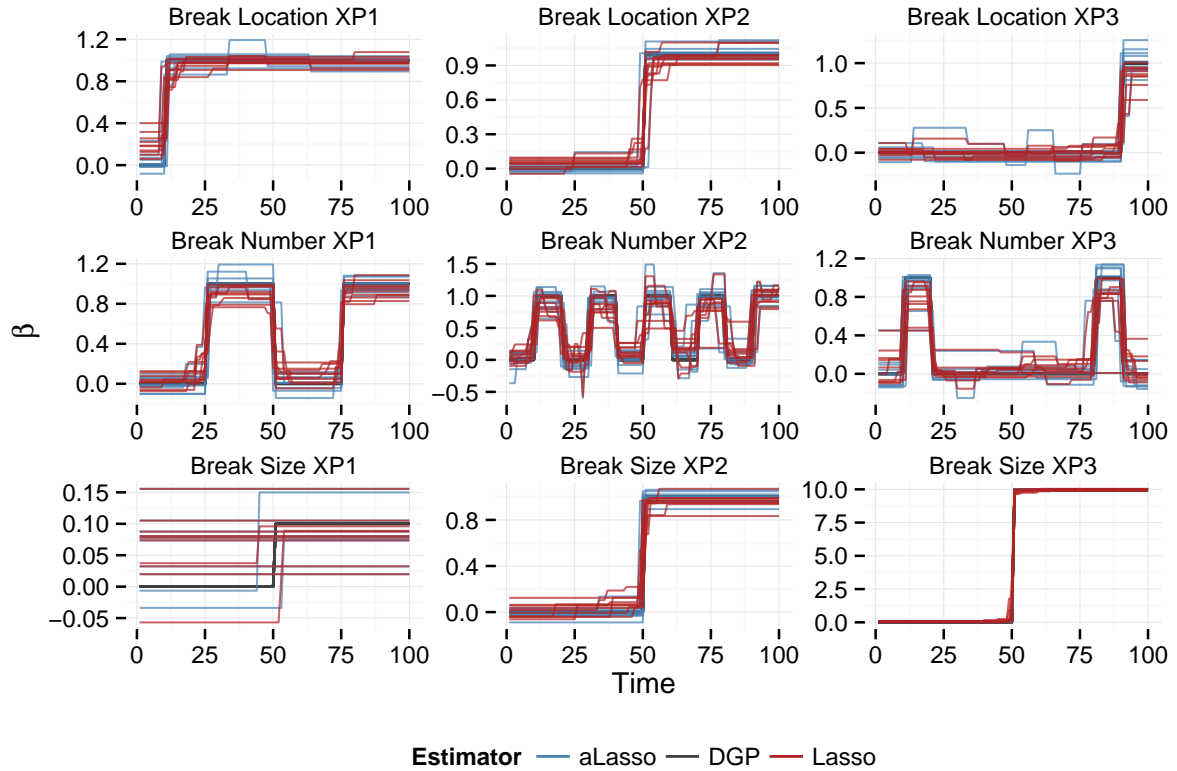 Break Location XP1 Break Location XP2 Break Location XP3
1.2
0.8
0.4
0.0
0 25 50 75 100
0.9
0.6
0.3
0.0
0 25 50 75 100
1.0
0.5
0.0
0 25 50 75 100
Break Number XP1 Break Number XP2 Break Number XP3
β
1.2
0.8
0.4
0.0
0 25 50 75 100
1.5
1.0
0.5
0.0
−0.5
0 25 50 75 100
1.2
0.8
0.4
0.0
0 25 50 75 100
Break Size XP1 Break Size XP2 Break Size XP3
0.15
0.10
0.05
0.00
−0.05
0 25 50 75 100
0.8
0.4
0.0
0 25 50 75 100
10.0
7.5
5.0
2.5
0.0
0 25 50 75 100
Time
Estimator aLasso DGP Lasso